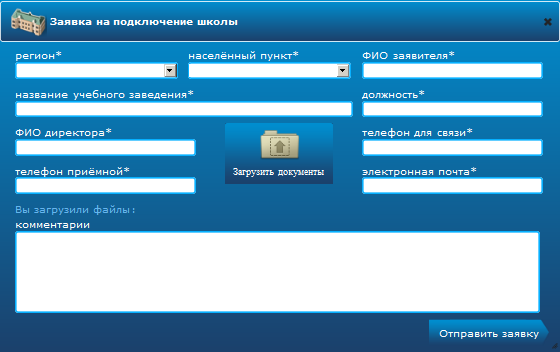 Заявка на подключение школы
регион* населённый пункт* ФИО заявителя*
название учебного заведения* должность*
ФИО директора* телефон для связи*
Загрузить документы
телефон приёмной* электронная почта*
Вы загрузили файлы:
комментарии
Отправить заявку